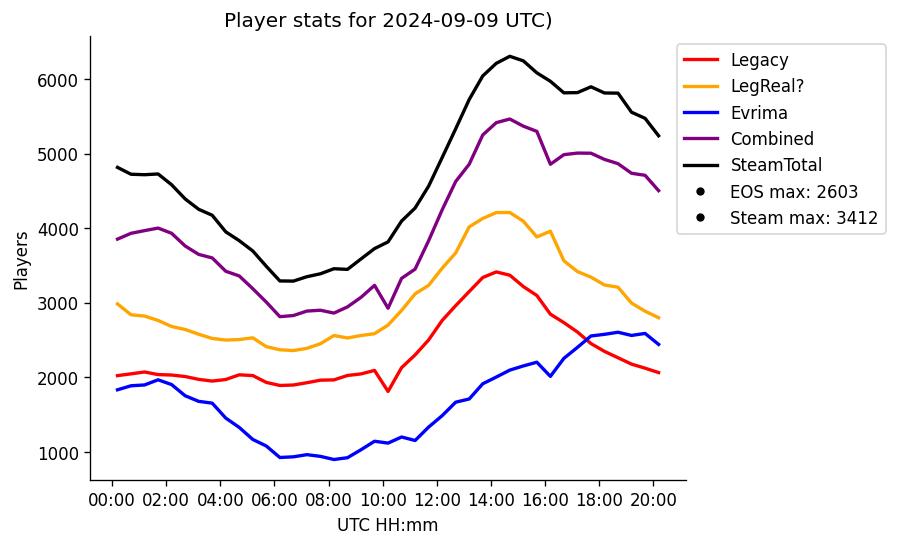 Player stats for 2024-09-09 UTC)
Legacy
LegReal?
Evrima
Combined
SteamTotal
EOS max: 2603
Steam max: 3412
Players
6000
5000
4000
3000
2000
1000
00:00 02:00 04:00 06:00 08:00 10:00 12:00 14:00 16:00 18:00 20:00
UTC HH:mm